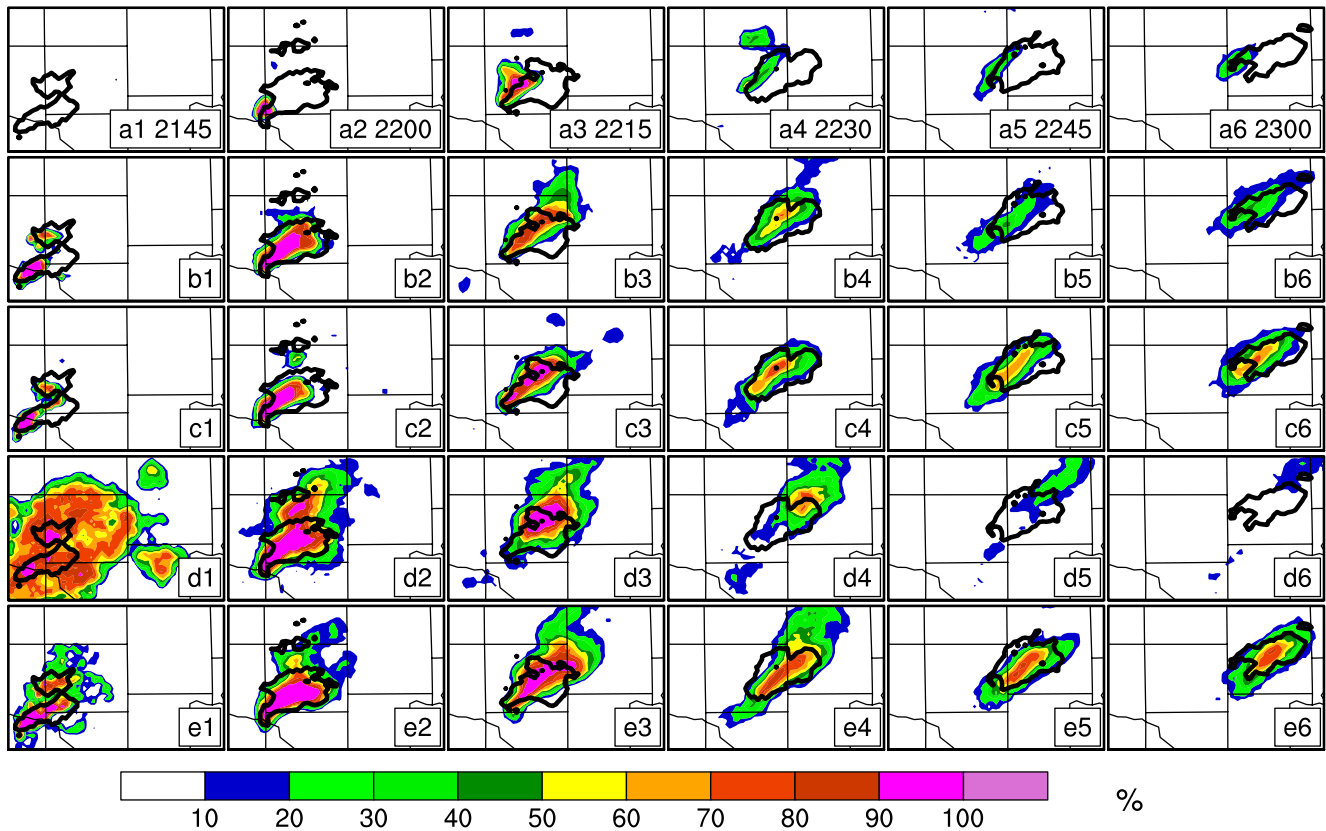 a1 2145 a2 2200 a3 2215 a4 2230 a5 2245 a6 2300
b1 b2 b3 b4 b5 b6
c1 c2 c3 c4 c5 c6
d1 d2 d3 d4 d5 d6
e1 e2 e3 e4 e5 e6
10 20 30 40 50 60 70 80 90 100 %